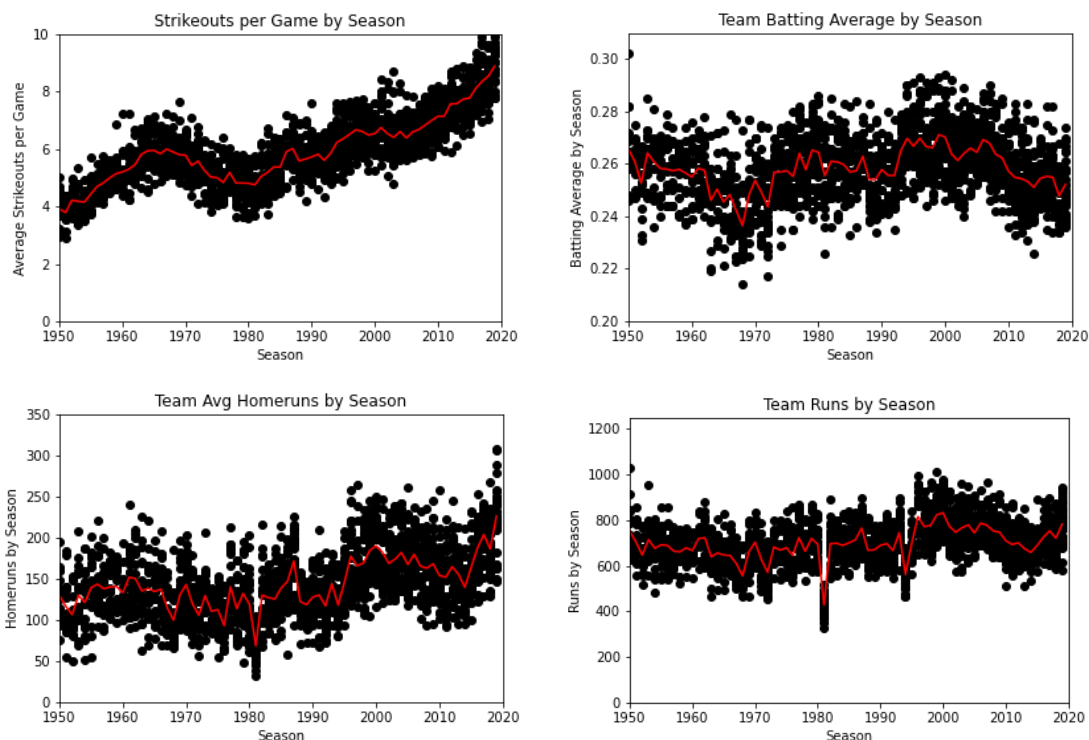 Strikeouts per Game by Season
10
8
6
4
2
0
Average Strikeouts per Game
1950 1960 1970 1980 1990 2000 2010 2020
Season
Team Batting Average by Season
0.30
0.28
0.26
0.24
0.22
0.20
Batting Average by Season
1950 1960 1970 1980 1990 2000 2010 2020
Season
Team Avg Homeruns by Season
350
300
250
200
150
100
50
0
Homeruns by Season
1950 1960 1970 1980 1990 2000 2010 2020
Season
Team Runs by Season
1200
1000
800
600
400
200
0
Runs by Season
1950 1960 1970 1980 1990 2000 2010 2020
Season